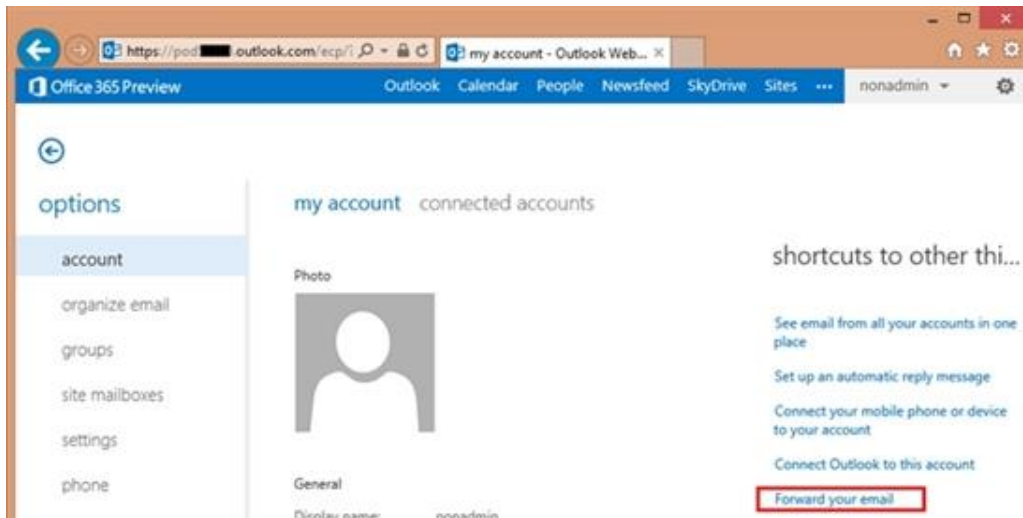 https://pod outlook.com/ecp/
my account - Outlook Web...
Office 365 Preview
Outlook Calendar People Newsfeed SkyDrive Sites ... nonadmin
options
my account connected accounts
account
organize email
groups
site mailboxes
settings
phone
Photo
General
Display name: nonadmin
shortcuts to other thi...
See email from all your accounts in one
place
Set up an automatic reply message
Connect your mobile phone or device
to your account
Connect Outlook to this account
Forward your email